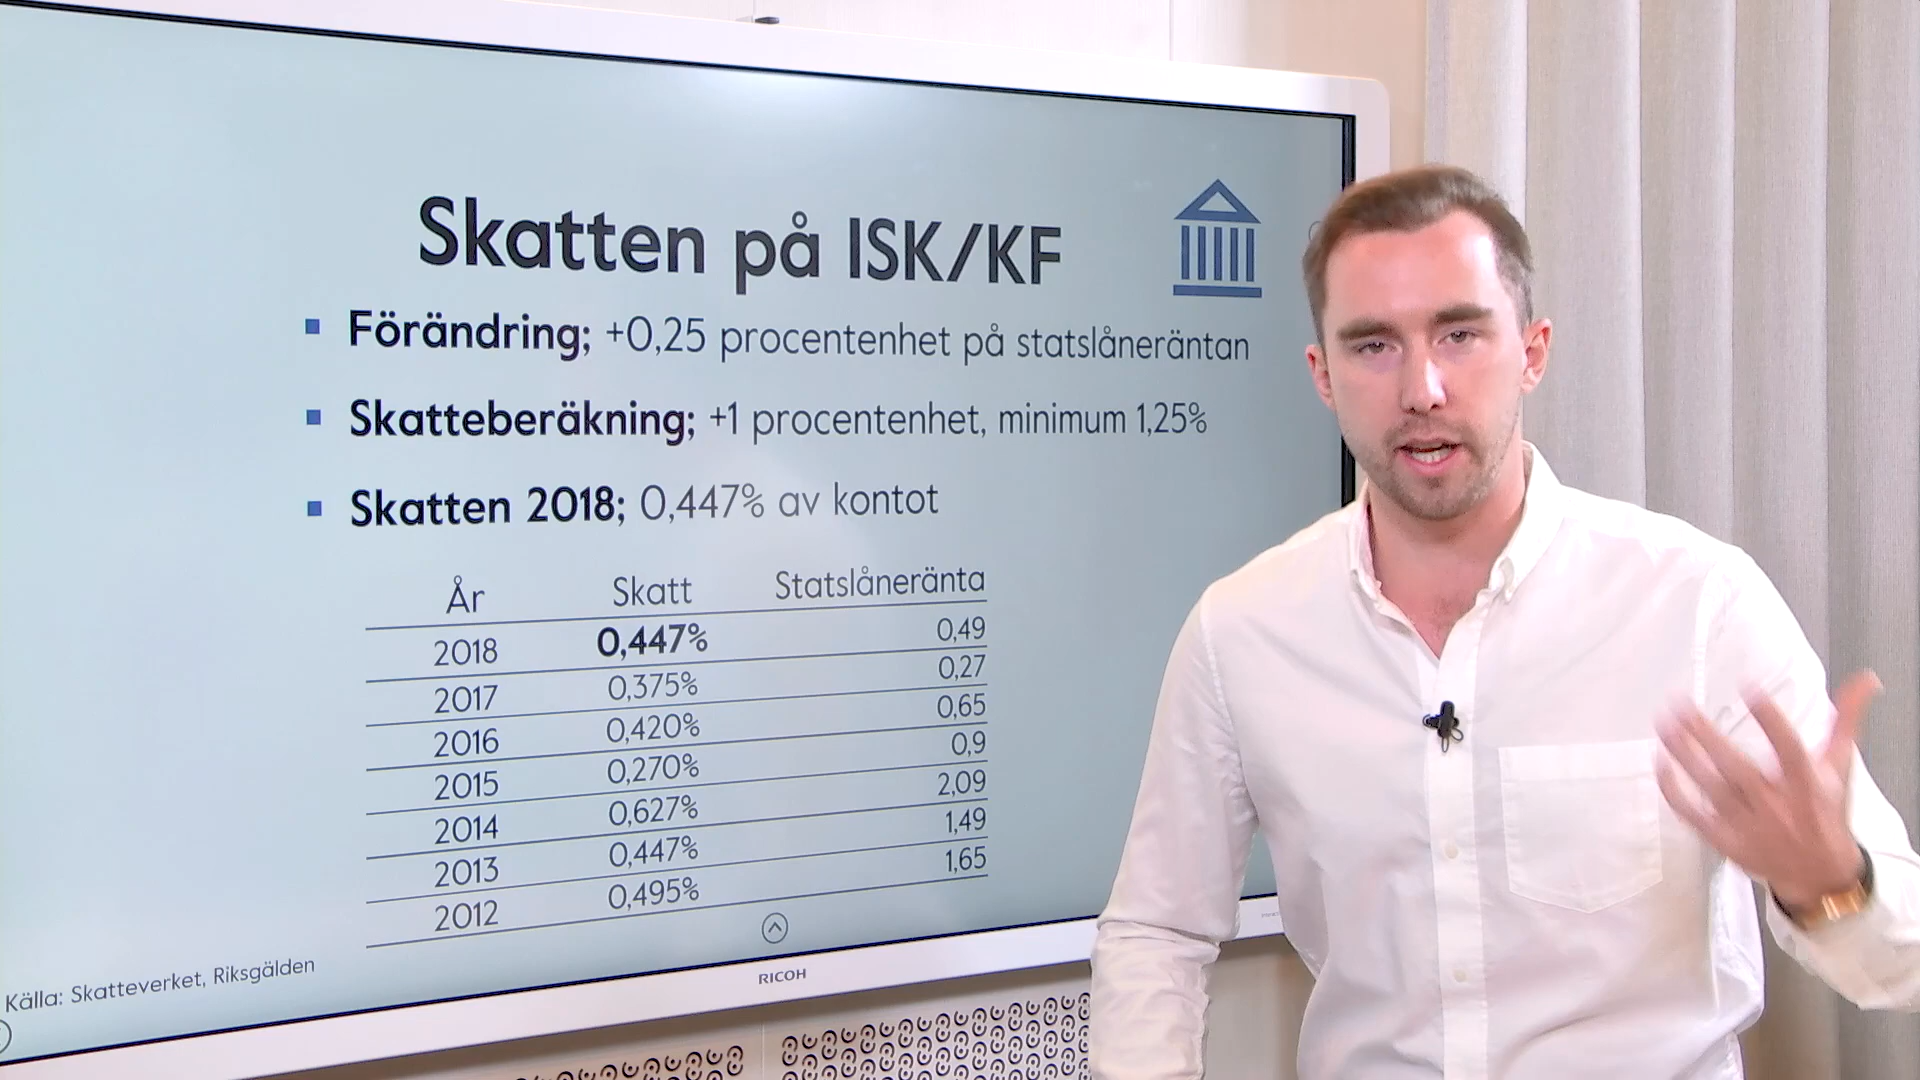 Skatten på ISK/KF
Förändring; +0,25 procentenhet på statslåneräntan
Skatteberäkning; +1 procentenhet, minimum 1,25%
Skatten 2018; 0,447% av kontot
År Skatt Statslåneränta
2018 0,447% 0,49
2017 0,375% 0,27
2016 0,420% 0,65
2015 0,270% 0,9
2014 0,627% 2,09
2013 0,447% 1,49
2012 0,495% 1,65
Källa: Skatteverket, Riksgälden
RICOH